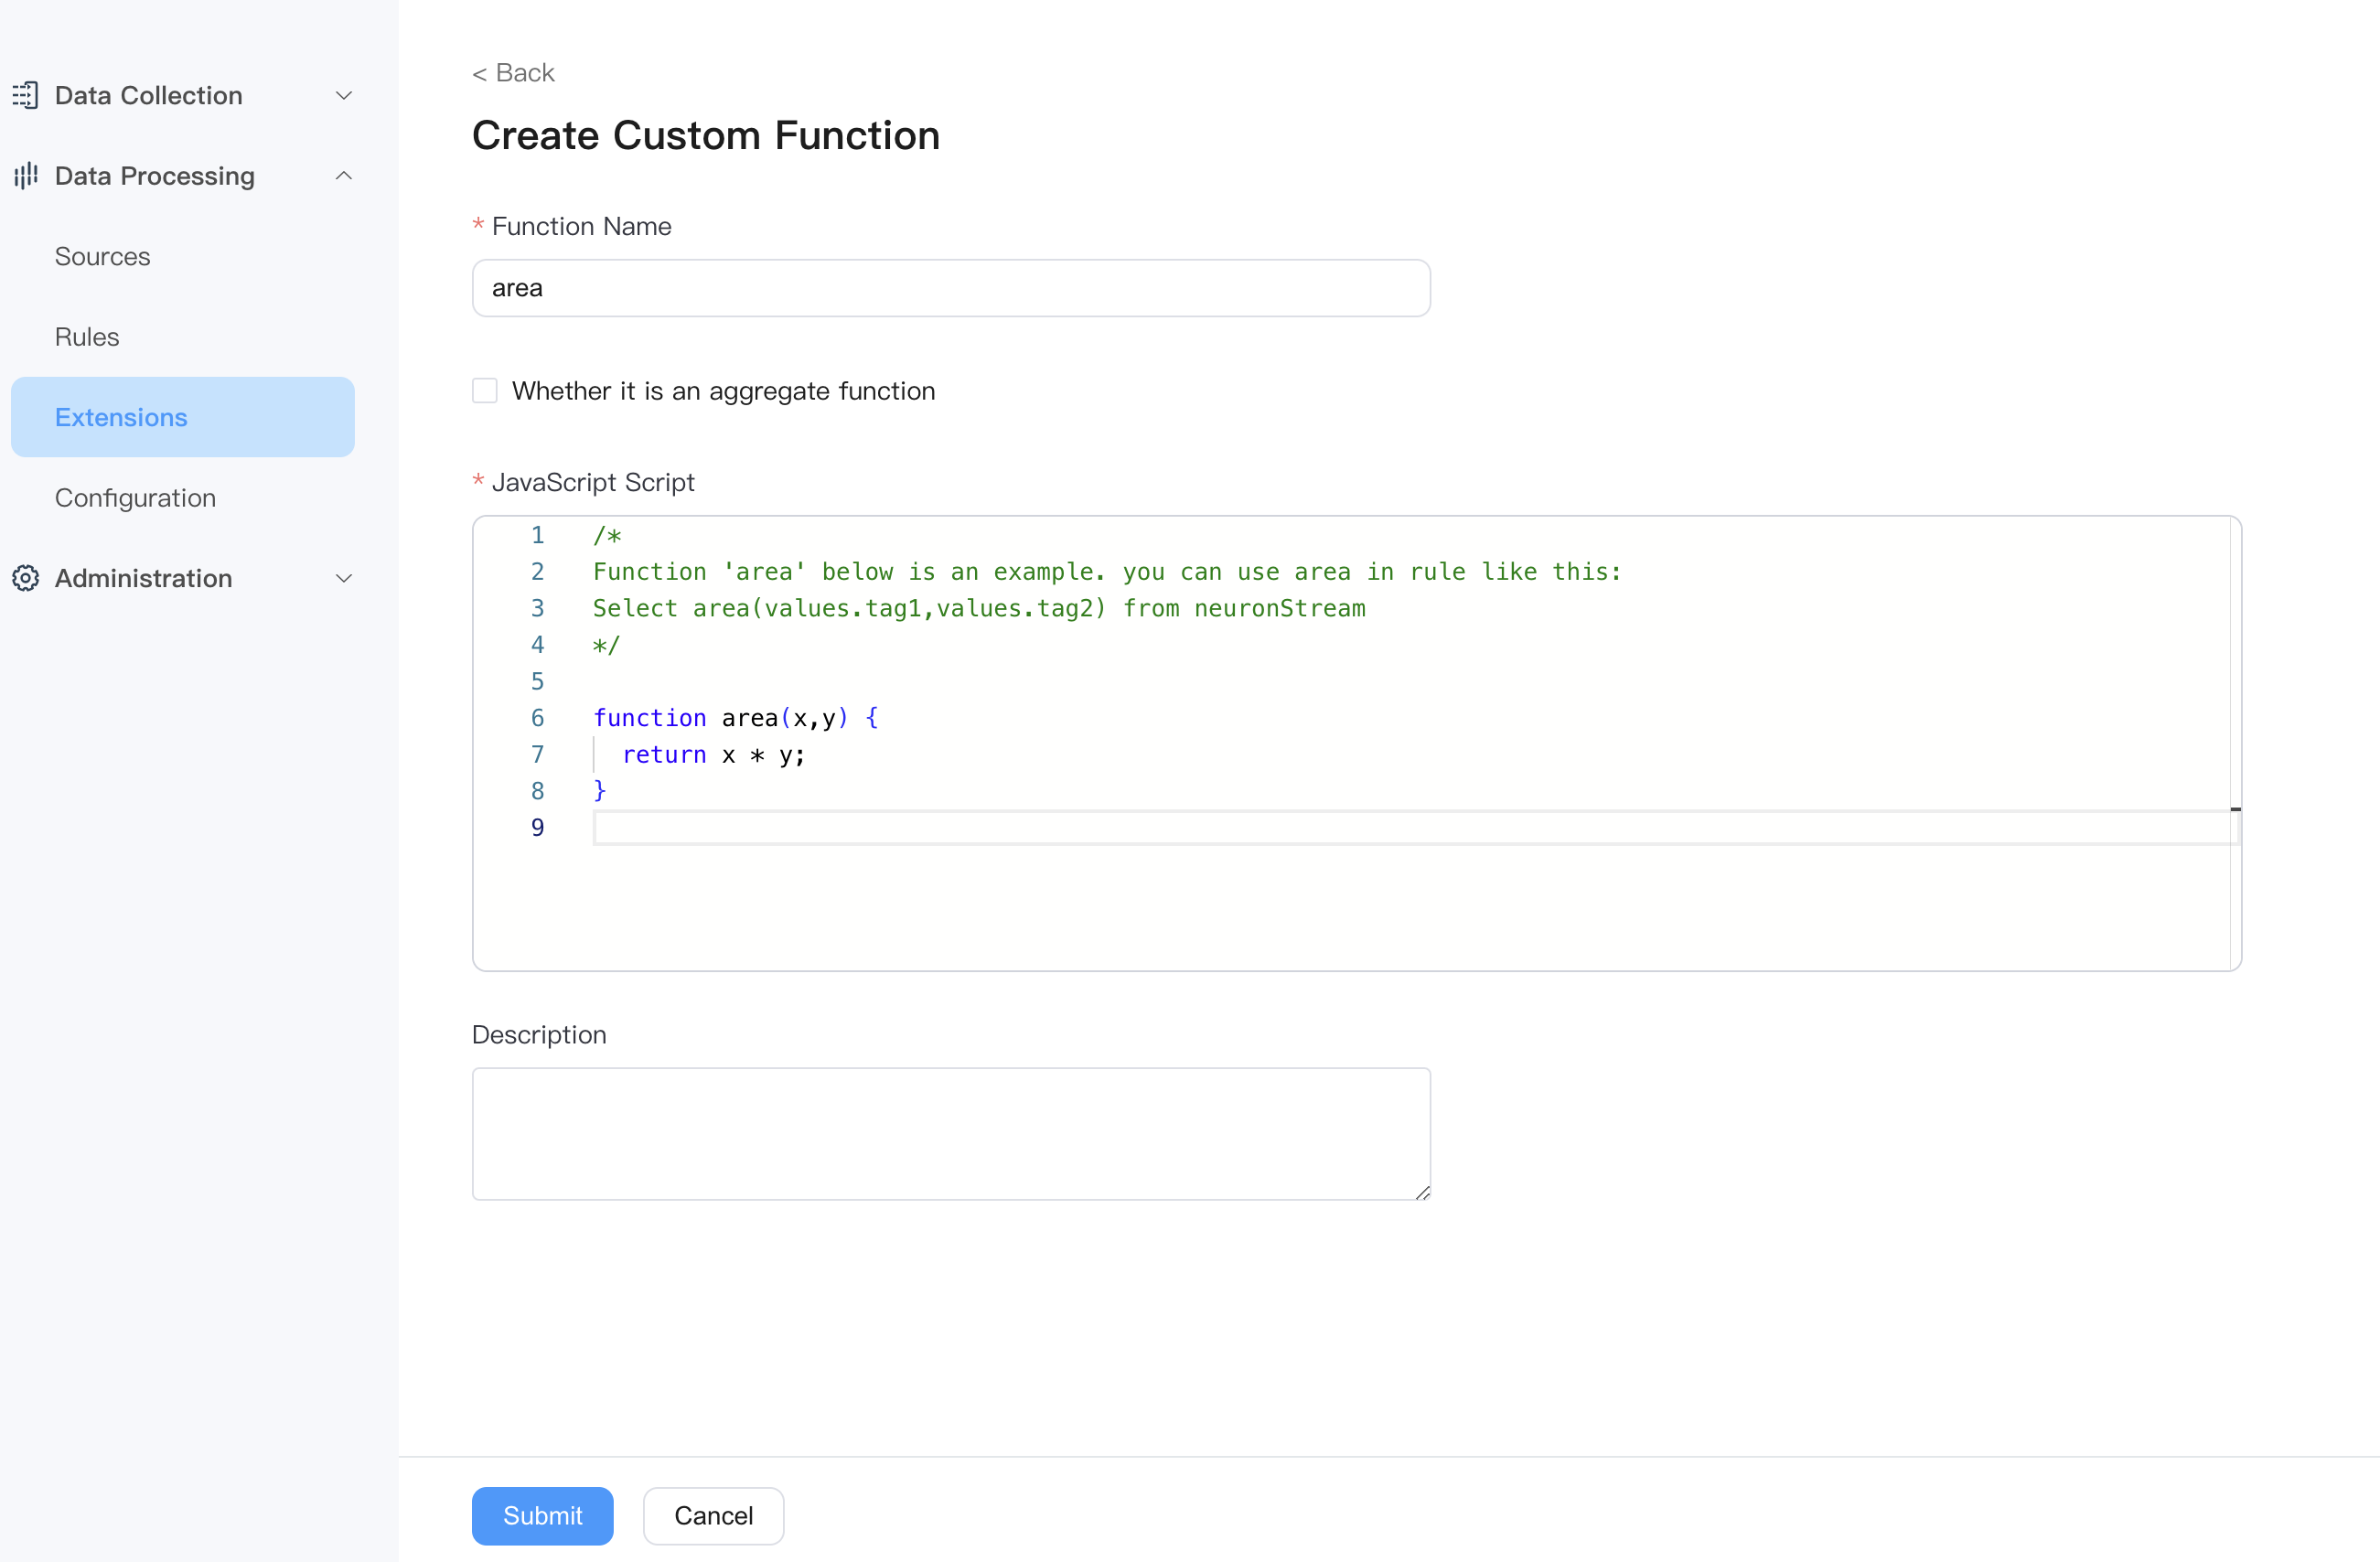 Data Collection
Data Processing
Sources
Rules
Extensions
Configuration
Administration
< Back
Create Custom Function
* Function Name
area
Whether it is an aggregate function
* JavaScript Script
1 /*
2 Function 'area' below is an example. you can use area in rule like this:
3 Select area(values.tag1,values.tag2) from neuronStream
4 */
5
6 function area(x,y) {
7   return x * y;
8 }
9
Description
Submit
Cancel